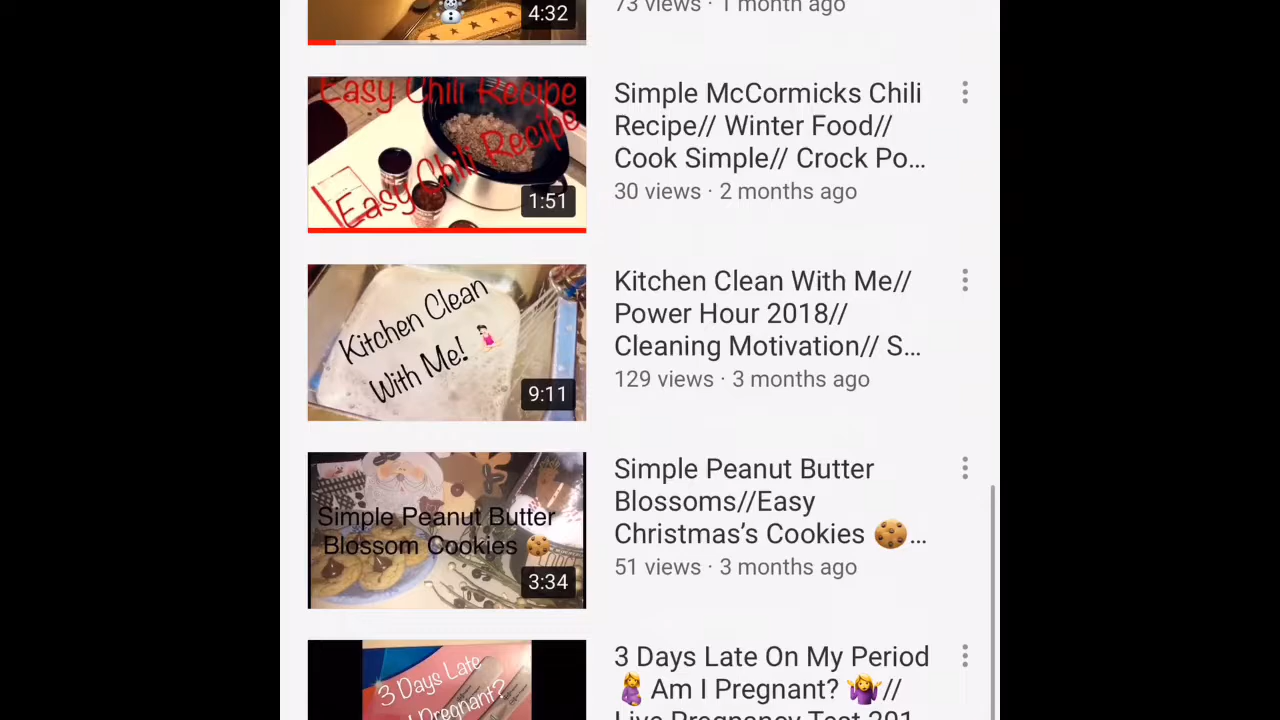 4:32
73 views · 1 month ago
Easy Chili Recipe
Easy Chili Recipe
1:51
Simple McCormicks Chili
Recipe// Winter Food//
Cook Simple// Crock Po...
30 views · 2 months ago
Kitchen Clean
With Me!
9:11
Kitchen Clean With Me//
Power Hour 2018//
Cleaning Motivation// S...
129 views · 3 months ago
Simple Peanut Butter
Blossom Cookies 🍪
3:34
Simple Peanut Butter
Blossoms//Easy
Christmas’s Cookies 🍪...
51 views · 3 months ago
3 Days Late
Pregnant?
3 Days Late On My Period
🤰 Am I Pregnant? 🤷‍♀️//
Live Pregnancy Test 201